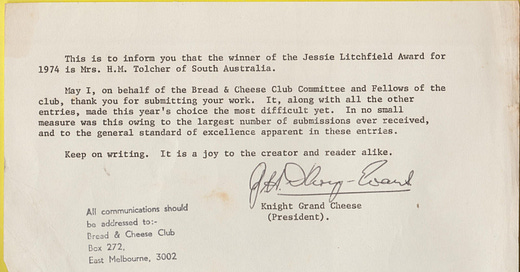 This is to inform you that the winner of the Jessie Litchfield Award for
1974 is Mrs. H.M. Tolcher of South Australia.
May I, on behalf of the Bread & Cheese Club Committee and Fellows of the
club, thank you for submitting your work. It, along with all the other
entries, made this year's choice the most difficult yet. In no small
measure was this owing to the largest number of submissions ever received,
and to the general standard of excellence apparent in these entries.
Keep on writing. It is a joy to the creator and reader alike.
Knight Grand Cheese
(President).
All communications should
be addressed to:-
Bread & Cheese Club
Box 272,
East Melbourne, 3002